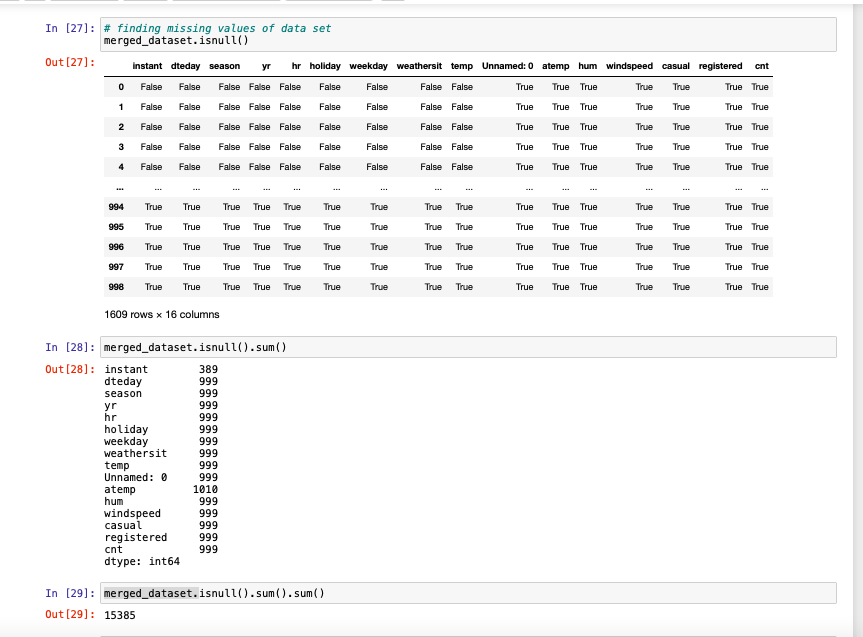 In [27]: # finding missing values of data set
merged_dataset.isnull()
Out[27]:
instant dteday season yr hr holiday weekday weathersit temp Unnamed: 0 atemp hum windspeed casual registered cnt
0 False False False False False False False False False True True True True True True True
1 False False False False False False False False False True True True True True True True
2 False False False False False False False False False True True True True True True True
3 False False False False False False False False False True True True True True True True
4 False False False False False False False False False True True True True True True True
... ... ... ... ... ... ... ... ... ... ... ... ... ... ... ... ...
994 True True True True True True True True True True True True True True True True
995 True True True True True True True True True True True True True True True True
996 True True True True True True True True True True True True True True True True
997 True True True True True True True True True True True True True True True True
998 True True True True True True True True True True True True True True True True
1609 rows × 16 columns
In [28]: merged_dataset.isnull().sum()
Out[28]: instant 389
dteday 999
season 999
yr 999
hr 999
holiday 999
weekday 999
weathersit 999
temp 999
Unnamed: 0 999
atemp 1010
hum 999
windspeed 999
casual 999
registered 999
cnt 999
dtype: int64
In [29]: merged_dataset.isnull().sum().sum()
Out[29]: 15385